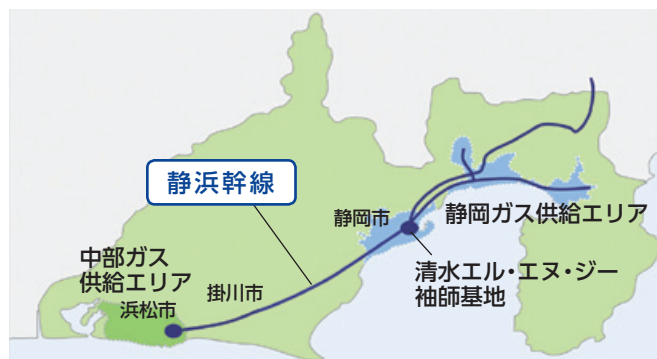 静浜幹線
静岡市
静岡ガス供給エリア
中部ガス
供給エリア
浜松市
掛川市
清水エル・エヌ・ジー
袖師基地